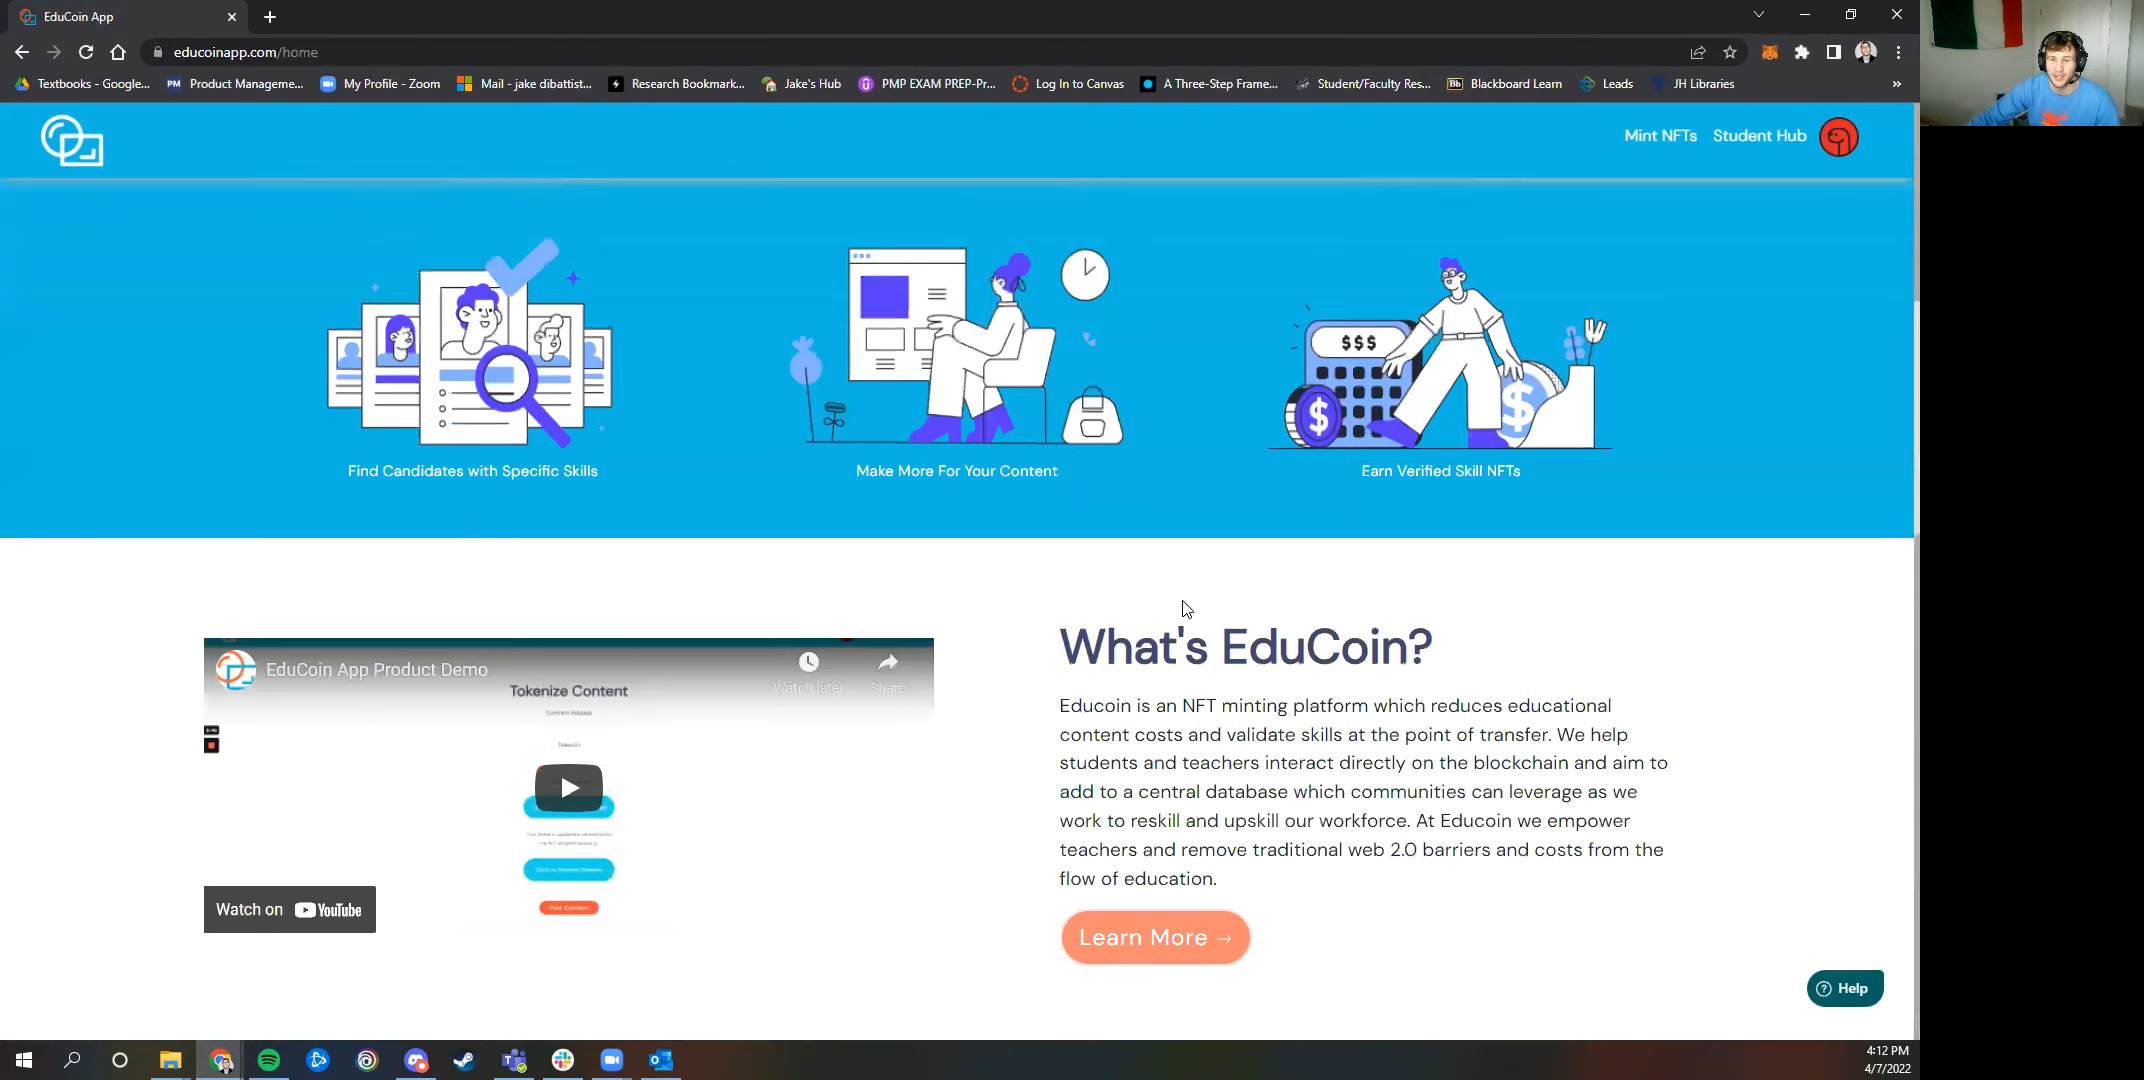 EduCoin App
educoinapp.com/home
Textbooks - Google...
PM Product Manageme...
My Profile - Zoom
Mail - jake dibattist...
Research Bookmark...
Jake's Hub
PMP EXAM PREP-Pr...
Log In to Canvas
A Three-Step Frame...
Student/Faculty Res...
Bb Blackboard Learn
Leads
JH Libraries
»
Mint NFTs Student Hub
$$$
$ $
Find Candidates with Specific Skills
Make More For Your Content
Earn Verified Skill NFTs
EduCoin App Product Demo
Watch later Share
Tokenize Content
Post Content
Watch on YouTube
What's EduCoin?
Educoin is an NFT minting platform which reduces educational
content costs and validate skills at the point of transfer. We help
students and teachers interact directly on the blockchain and aim to
add to a central database which communities can leverage as we
work to reskill and upskill our workforce. At Educoin we empower
teachers and remove traditional web 2.0 barriers and costs from the
flow of education.
Learn More →
Help
4:12 PM
4/7/2022